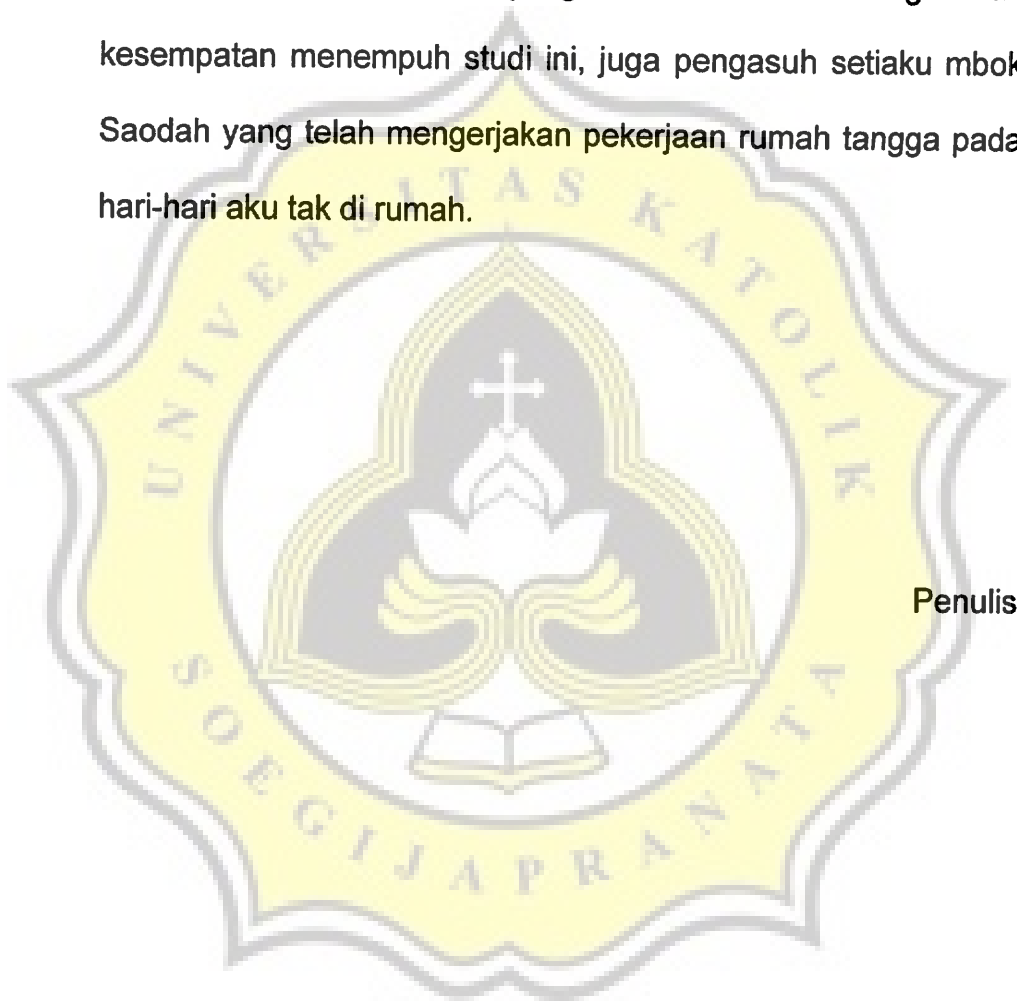 kesempatan menempuh studi ini, juga pengasuh setiaku mbok
Saodah yang telah mengerjakan pekerjaan rumah tangga pada
hari-hari aku tak di rumah.
UNIVERSITAS KATOLIK
Penulis
SOEGIJAPRANATA